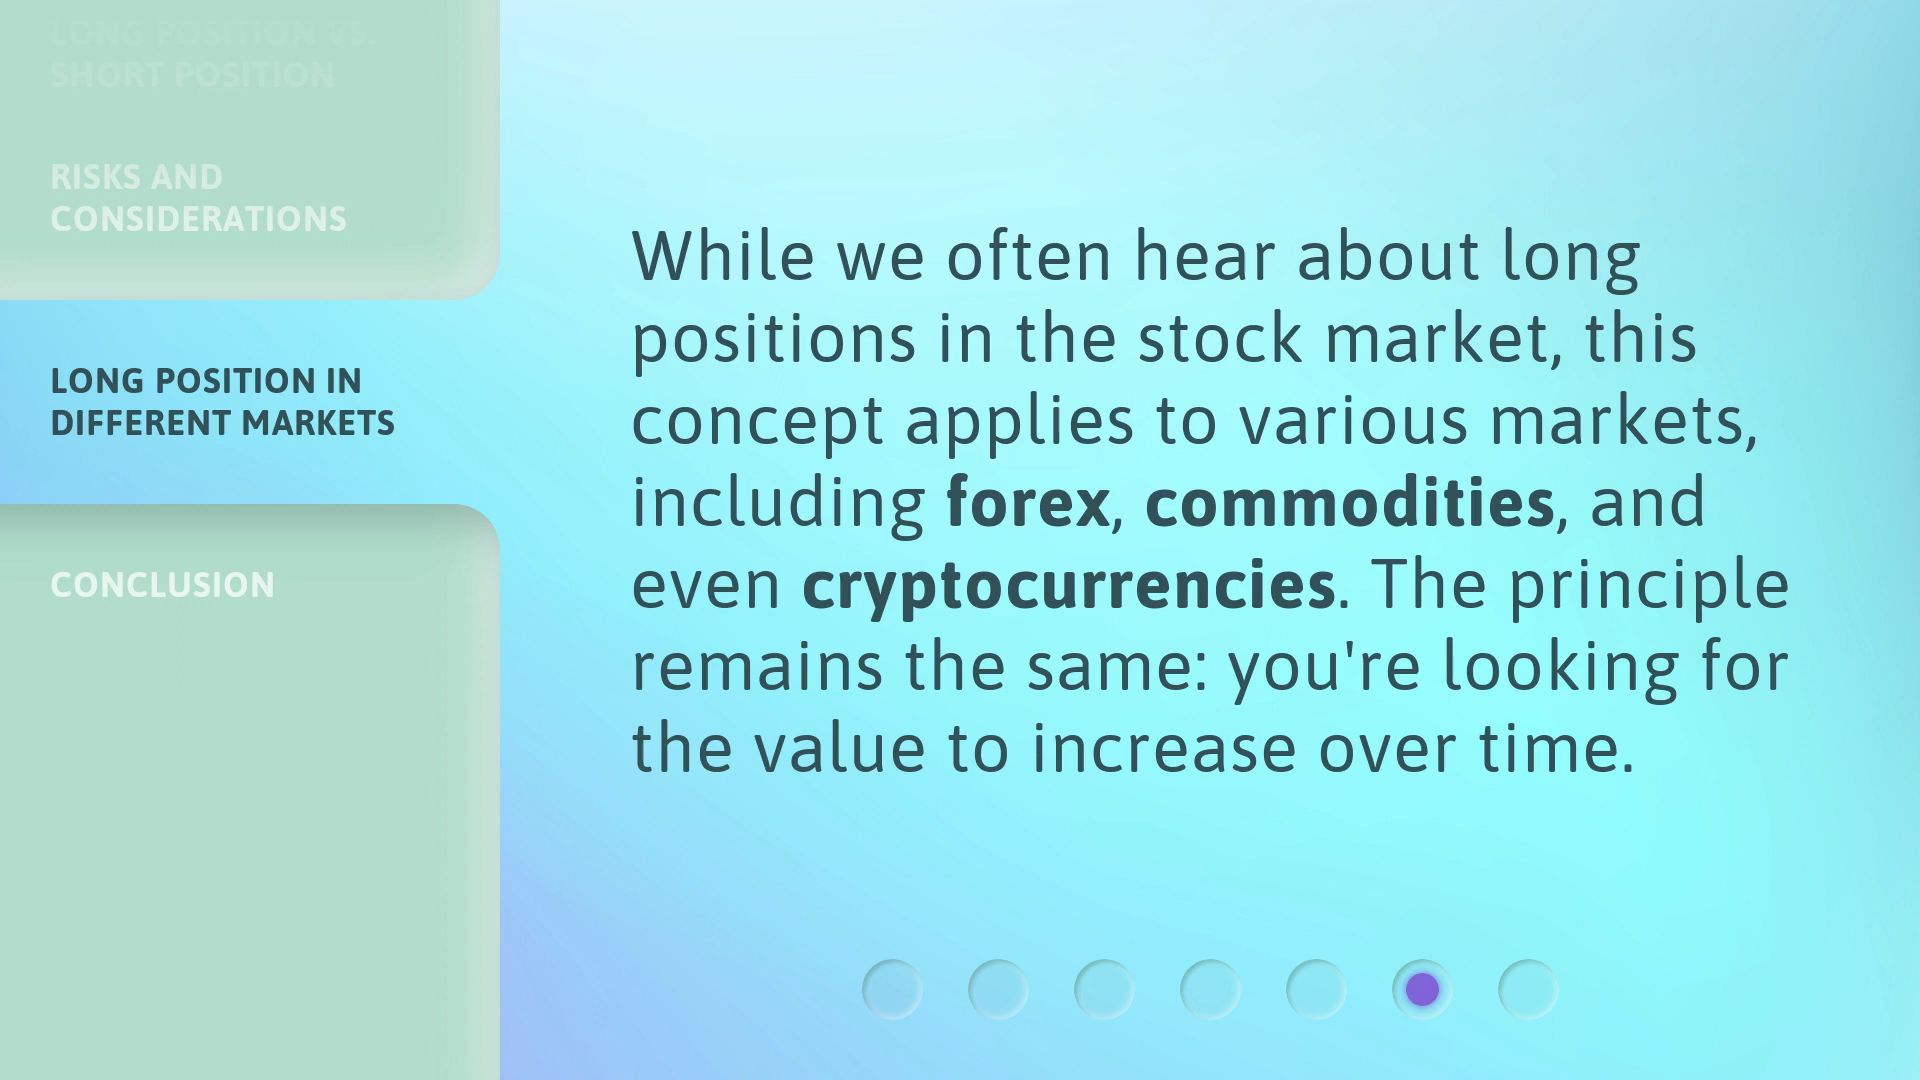 LONG POSITION VS.
SHORT POSITION
RISKS AND
CONSIDERATIONS
LONG POSITION IN
DIFFERENT MARKETS
CONCLUSION
While we often hear about long
positions in the stock market, this
concept applies to various markets,
including forex, commodities, and
even cryptocurrencies. The principle
remains the same: you're looking for
the value to increase over time.